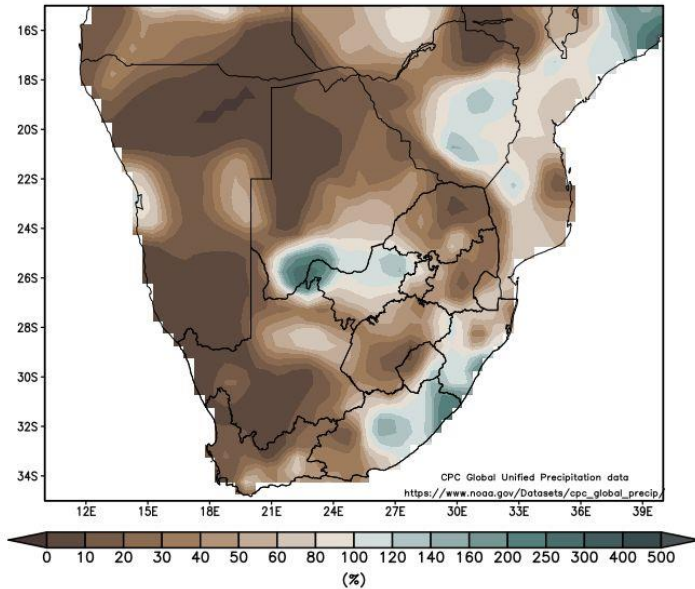 16S
18S
20S
22S
24S
26S
28S
30S
32S
34S
CPC Global Unified Precipitation data
https://www.noaa.gov/Datasets/cpc_global_precip/
12E 15E 18E 21E 24E 27E 30E 33E 36E 39E
0 10 20 30 40 60 80 100 120 140 160 200 250 300 400 500
(%)